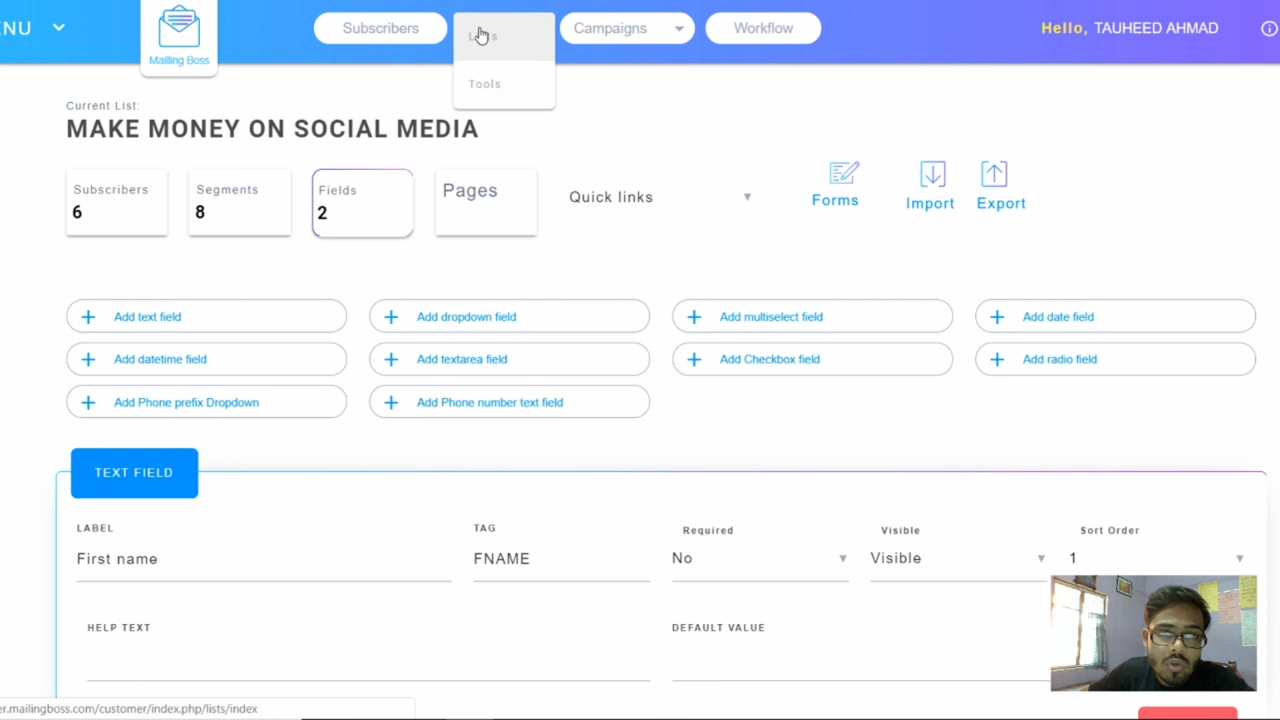 NU
Mailling Boss
Subscribers
Lists
Tools
Campaigns
Workflow
Hello, TAUHEED AHMAD
Current List:
MAKE MONEY ON SOCIAL MEDIA
Subscribers
6
Segments
8
Fields
2
Pages
Quick links
Forms
Import
Export
Add text field
Add dropdown field
Add multiselect field
Add date field
Add datetime field
Add textarea field
Add Checkbox field
Add radio field
Add Phone prefix Dropdown
Add Phone number text field
TEXT FIELD
LABEL
First name
TAG
FNAME
Required
No
Visible
Visible
Sort Order
1
HELP TEXT
DEFAULT VALUE
er.mailingboss.com/customer/index.php/lists/index